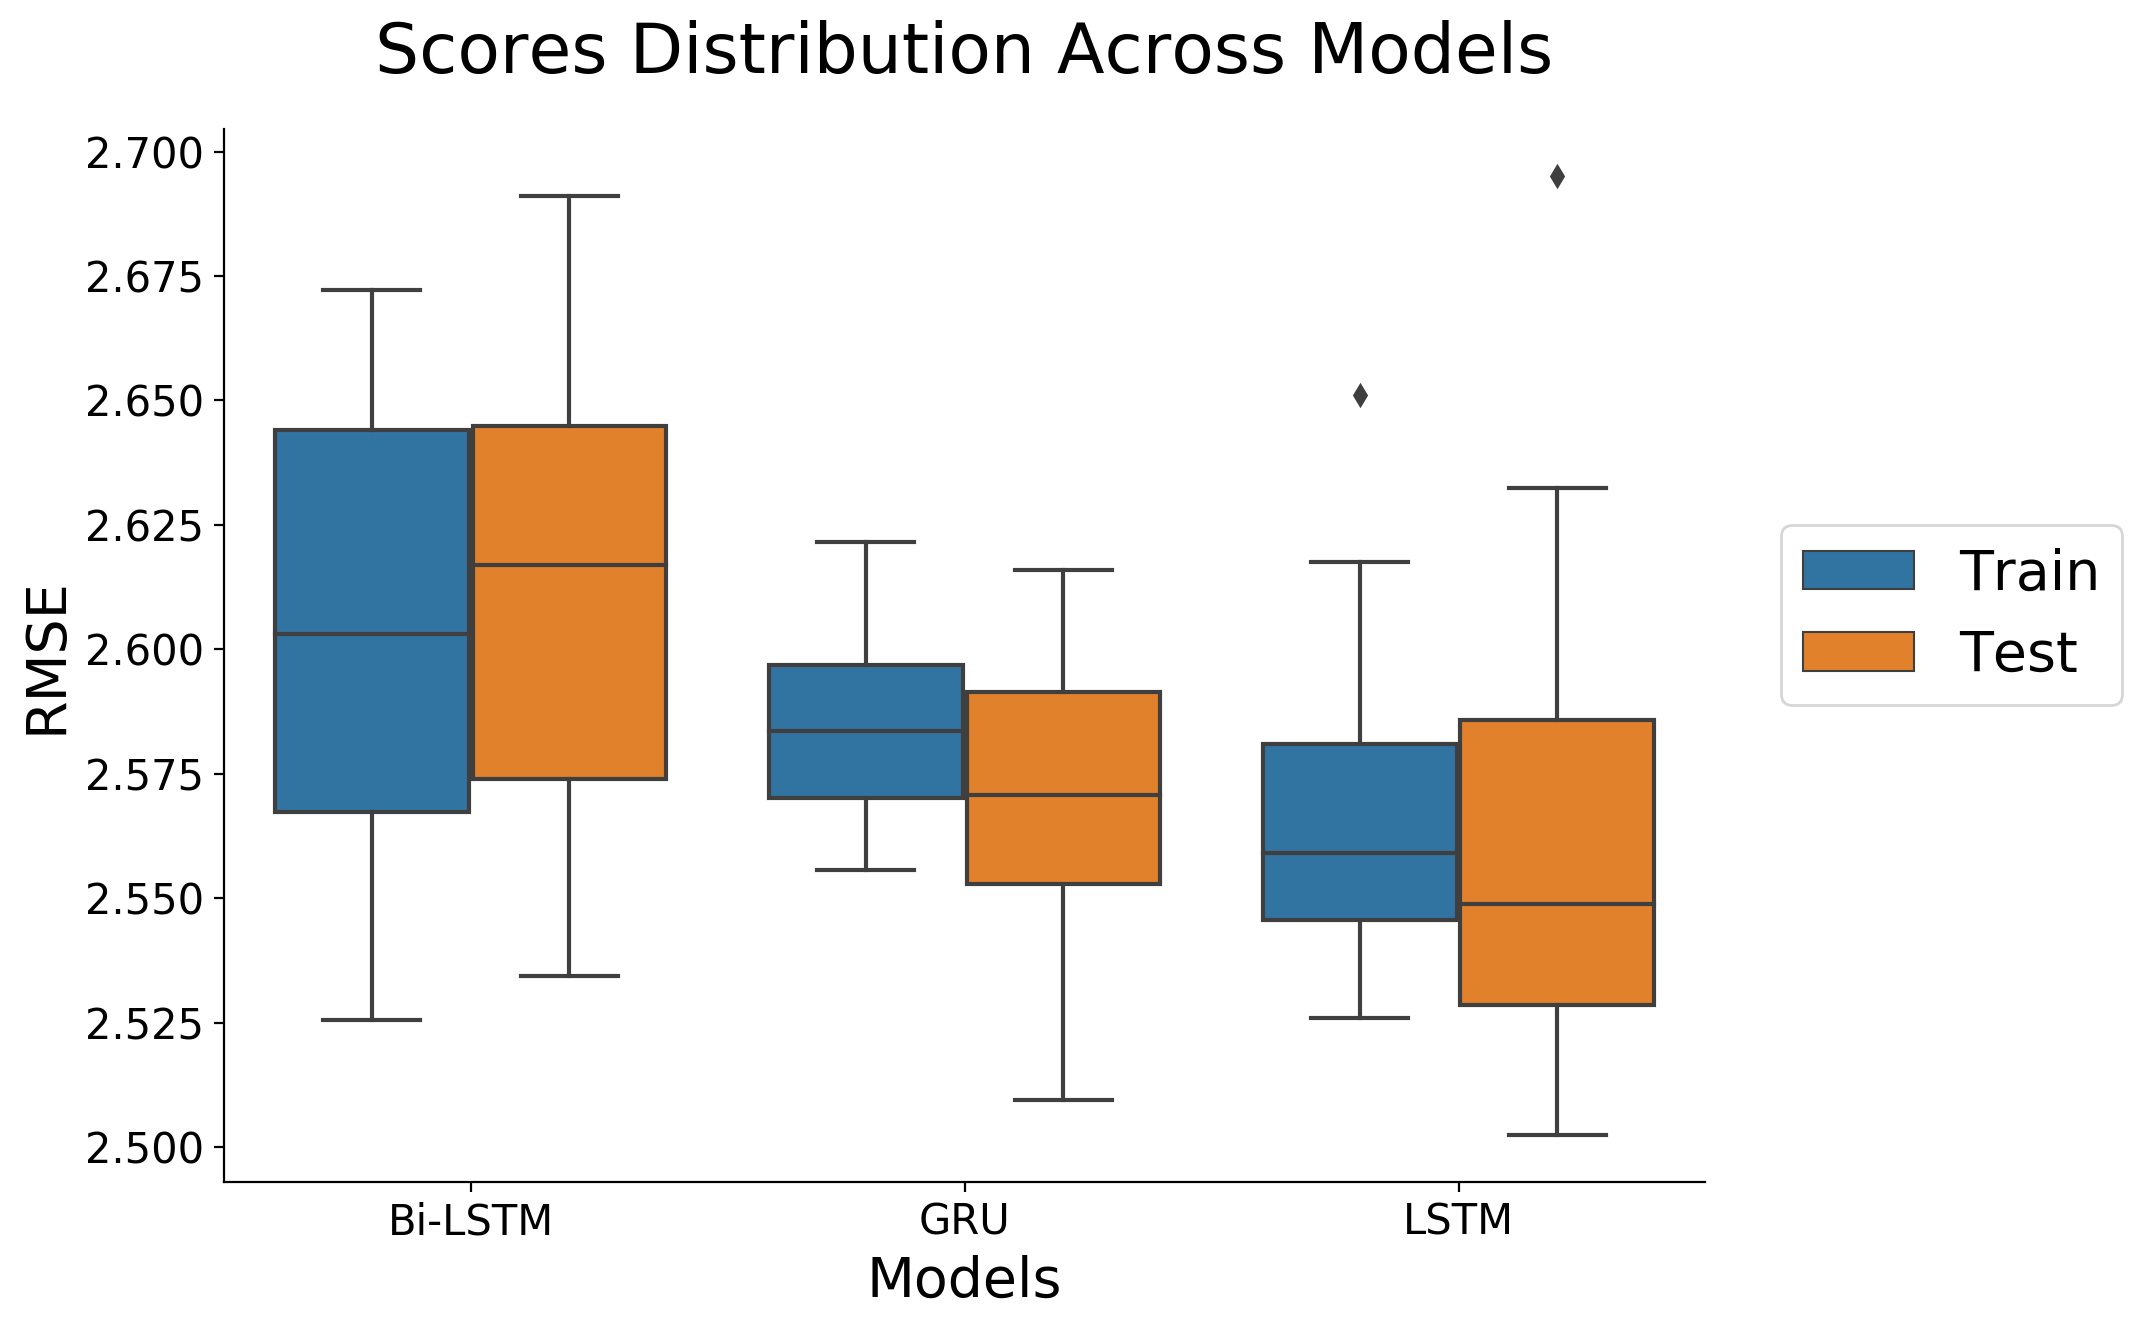 Scores Distribution Across Models
2.700
2.675
2.650
2.625
2.600
2.575
2.550
2.525
2.500
RMSE
Bi-LSTM GRU LSTM
Models
Train
Test